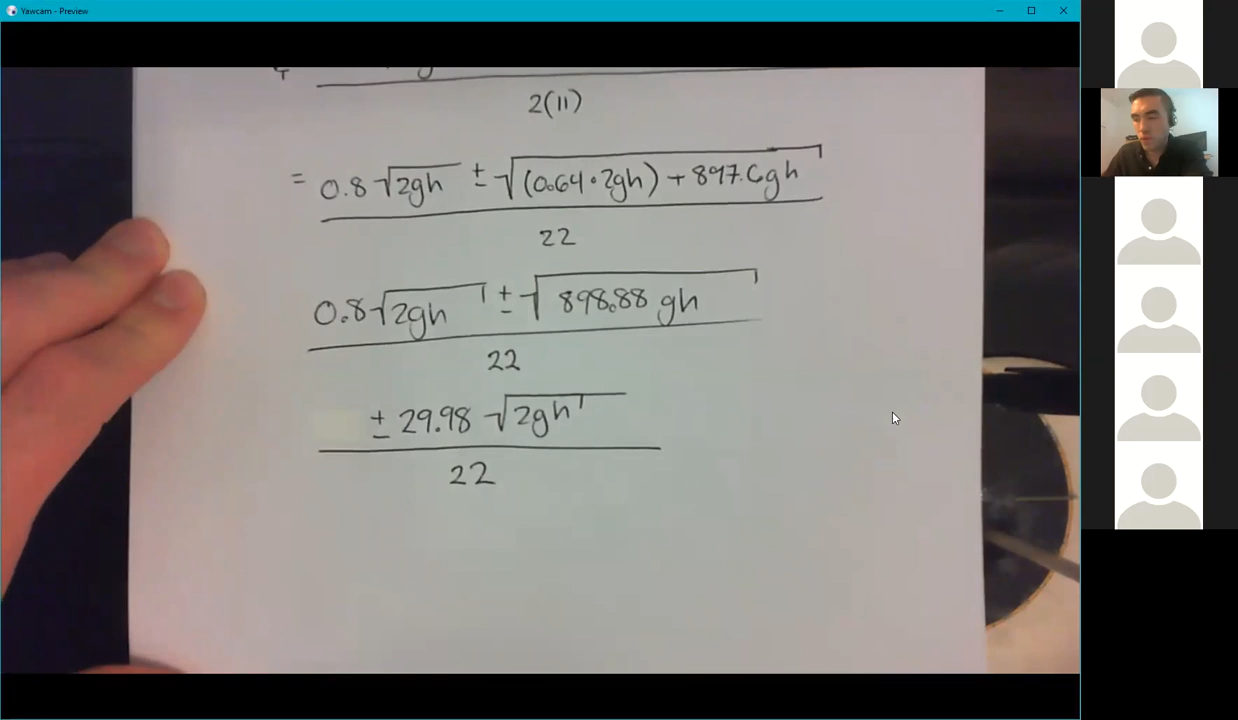 Yawcam - Preview
2(11)
= 0.8 √2gh ± √(0.64 · 2gh) + 897.6gh
22
0.8 √2gh ± √898.88 gh
22
± 29.98 √2gh
22